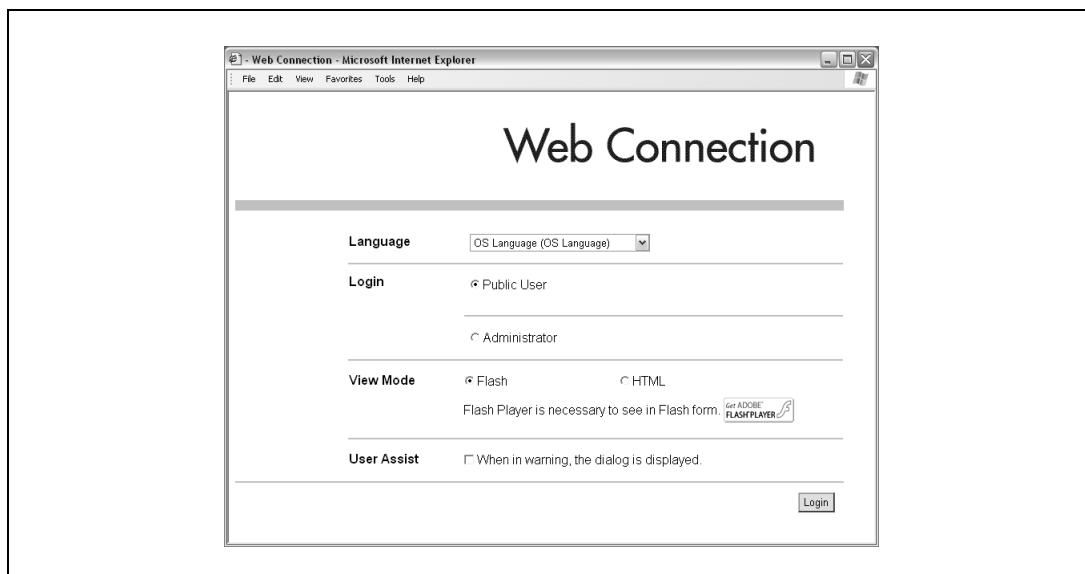 - Web Connection - Microsoft Internet Explorer
File Edit View Favorites Tools Help
Web Connection
Language OS Language (OS Language)
Login Public User
Administrator
View Mode Flash HTML
Flash Player is necessary to see in Flash form. Get ADOBE® FLASH® PLAYER
User Assist When in warning, the dialog is displayed.
Login